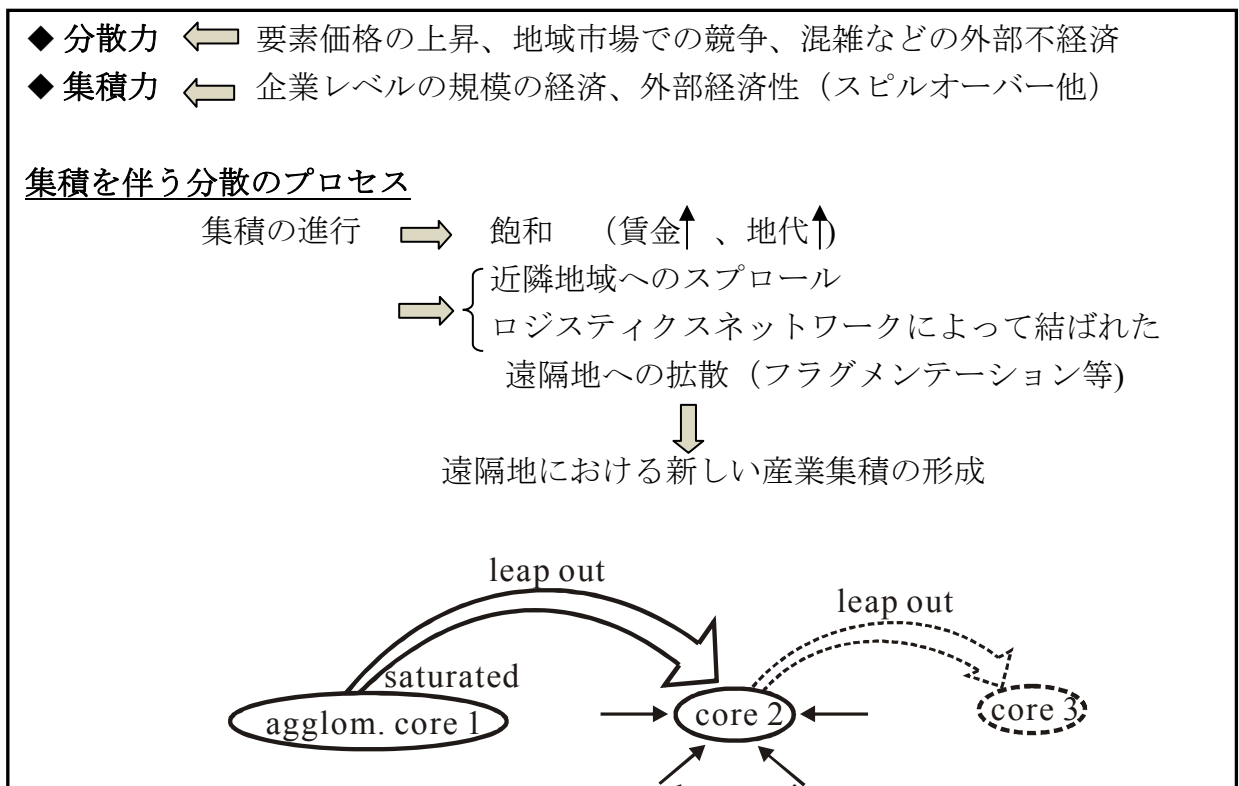 ◆ 分散力 ⇐ 要素価格の上昇、地域市場での競争、混雑などの外部不経済
◆ 集積力 ⇐ 企業レベルの規模の経済、外部経済性（スピルオーバー他）
集積を伴う分散のプロセス
集積の進行 ⇒ 飽和 （賃金↑、地代↑)
⇒ { 近隣地域へのスプロール
ロジスティクスネットワークによって結ばれた
遠隔地への拡散（フラグメンテーション等)
遠隔地における新しい産業集積の形成
leap out
leap out
saturated
agglom. core 1
core 2
core 3